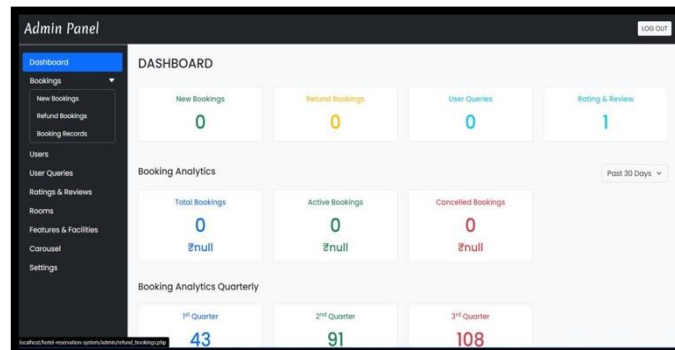 Admin Panel
LOG OUT
Dashboard
Bookings
New Bookings
Refund Bookings
Booking Records
Users
User Queries
Ratings & Reviews
Rooms
Features & Facilities
Carousel
Settings
DASHBOARD
New Bookings
0
Refund Bookings
0
User Queries
0
Rating & Review
1
Booking Analytics
Past 30 Days
Total Bookings
0
₹null
Active Bookings
0
₹null
Cancelled Bookings
0
₹null
Booking Analytics Quarterly
1st Quarter
43
2nd Quarter
91
3rd Quarter
108
localhost/hotel-reservation-system/admin/refund_bookings.php